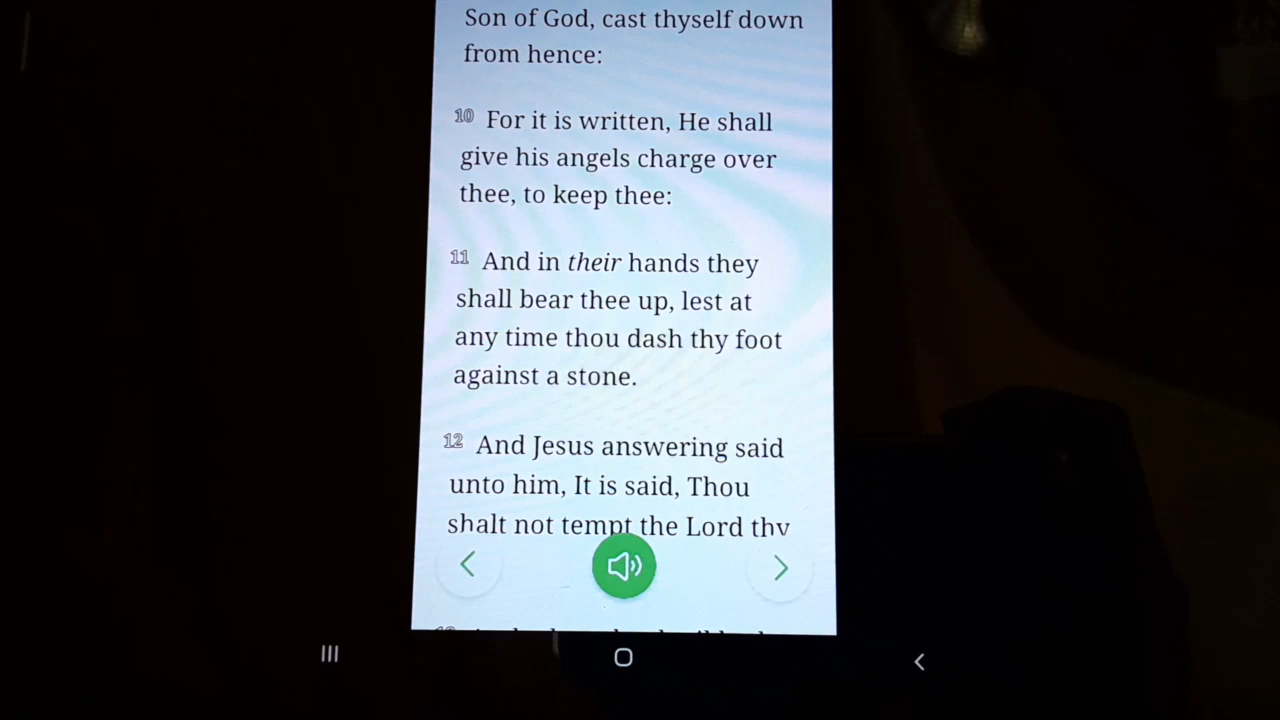 Son of God, cast thyself down
from hence:
10 For it is written, He shall
give his angels charge over
thee, to keep thee:
11 And in their hands they
shall bear thee up, lest at
any time thou dash thy foot
against a stone.
12 And Jesus answering said
unto him, It is said, Thou
shalt not tempt the Lord thy